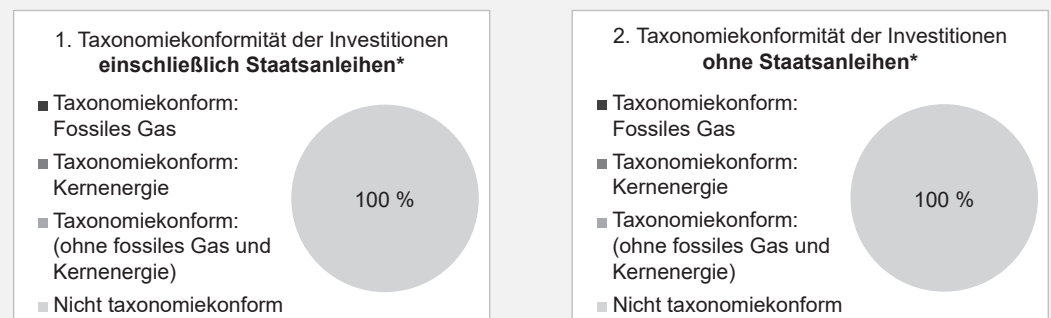 1. Taxonomiekonformität der Investitionen
einschließlich Staatsanleihen*
Taxonomiekonform:
Fossiles Gas
Taxonomiekonform:
Kernenergie
Taxonomiekonform:
(ohne fossiles Gas und
Kernenergie)
Nicht taxonomiekonform
100 %
2. Taxonomiekonformität der Investitionen
ohne Staatsanleihen*
Taxonomiekonform:
Fossiles Gas
Taxonomiekonform:
Kernenergie
Taxonomiekonform:
(ohne fossiles Gas und
Kernenergie)
Nicht taxonomiekonform
100 %